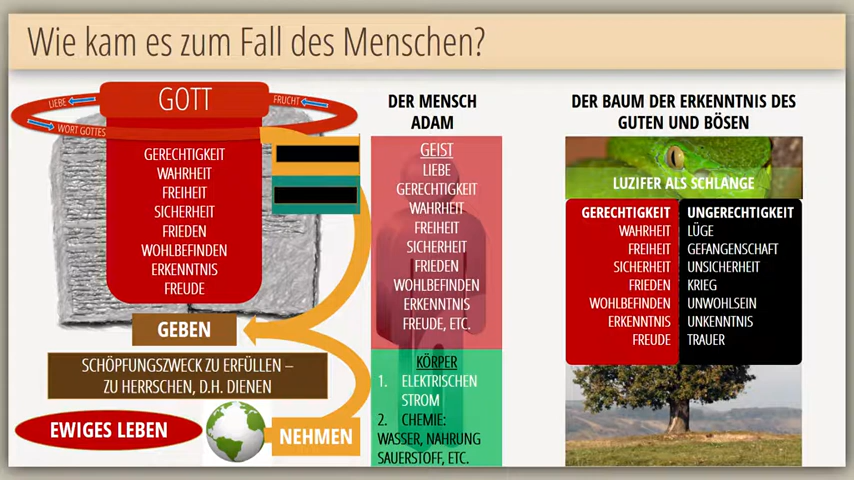 Wie kam es zum Fall des Menschen?
LIEBE
GOTT
FRUCHT
WORT GOTTES
GERECHTIGKEIT
WAHRHEIT
FREIHEIT
SICHERHEIT
FRIEDEN
WOHLBEFINDEN
ERKENNTNIS
FREUDE
GEBEN
SCHÖPFUNGSZWECK ZU ERFÜLLEN –
ZU HERRSCHEN, D.H. DIENEN
EWIGES LEBEN
NEHMEN
DER MENSCH
ADAM
GEIST
LIEBE
GERECHTIGKEIT
WAHRHEIT
FREIHEIT
SICHERHEIT
FRIEDEN
WOHLBEFINDEN
ERKENNTNIS
FREUDE, ETC.
KÖRPER
1. ELEKTRISCHEN
STROM
2. CHEMIE:
WASSER, NAHRUNG
SAUERSTOFF, ETC.
DER BAUM DER ERKENNTNIS DES
GUTEN UND BÖSEN
LUZIFER ALS SCHLANGE
GERECHTIGKEIT UNGERECHTIGKEIT
WAHRHEIT LÜGE
FREIHEIT GEFANGENSCHAFT
SICHERHEIT UNSICHERHEIT
FRIEDEN KRIEG
WOHLBEFINDEN UNWOHLSEIN
ERKENNTNIS UNKENNTNIS
FREUDE TRAUER